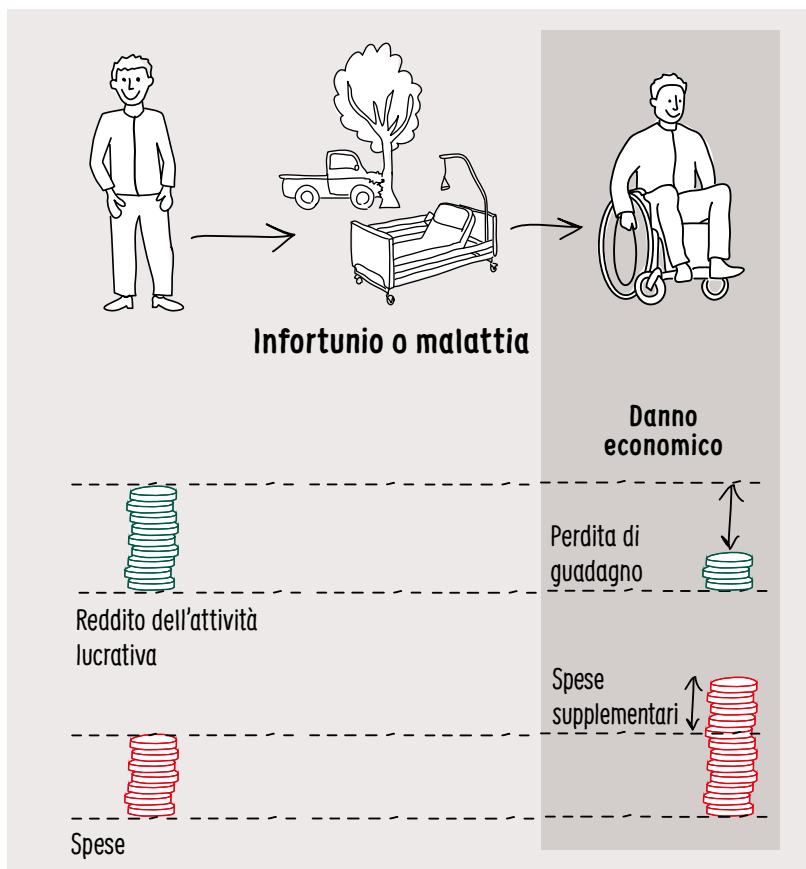 Infortunio o malattia
Danno
economico
Perdita di
guadagno
Reddito dell'attività
lucrativa
Spese
supplementari
Spese